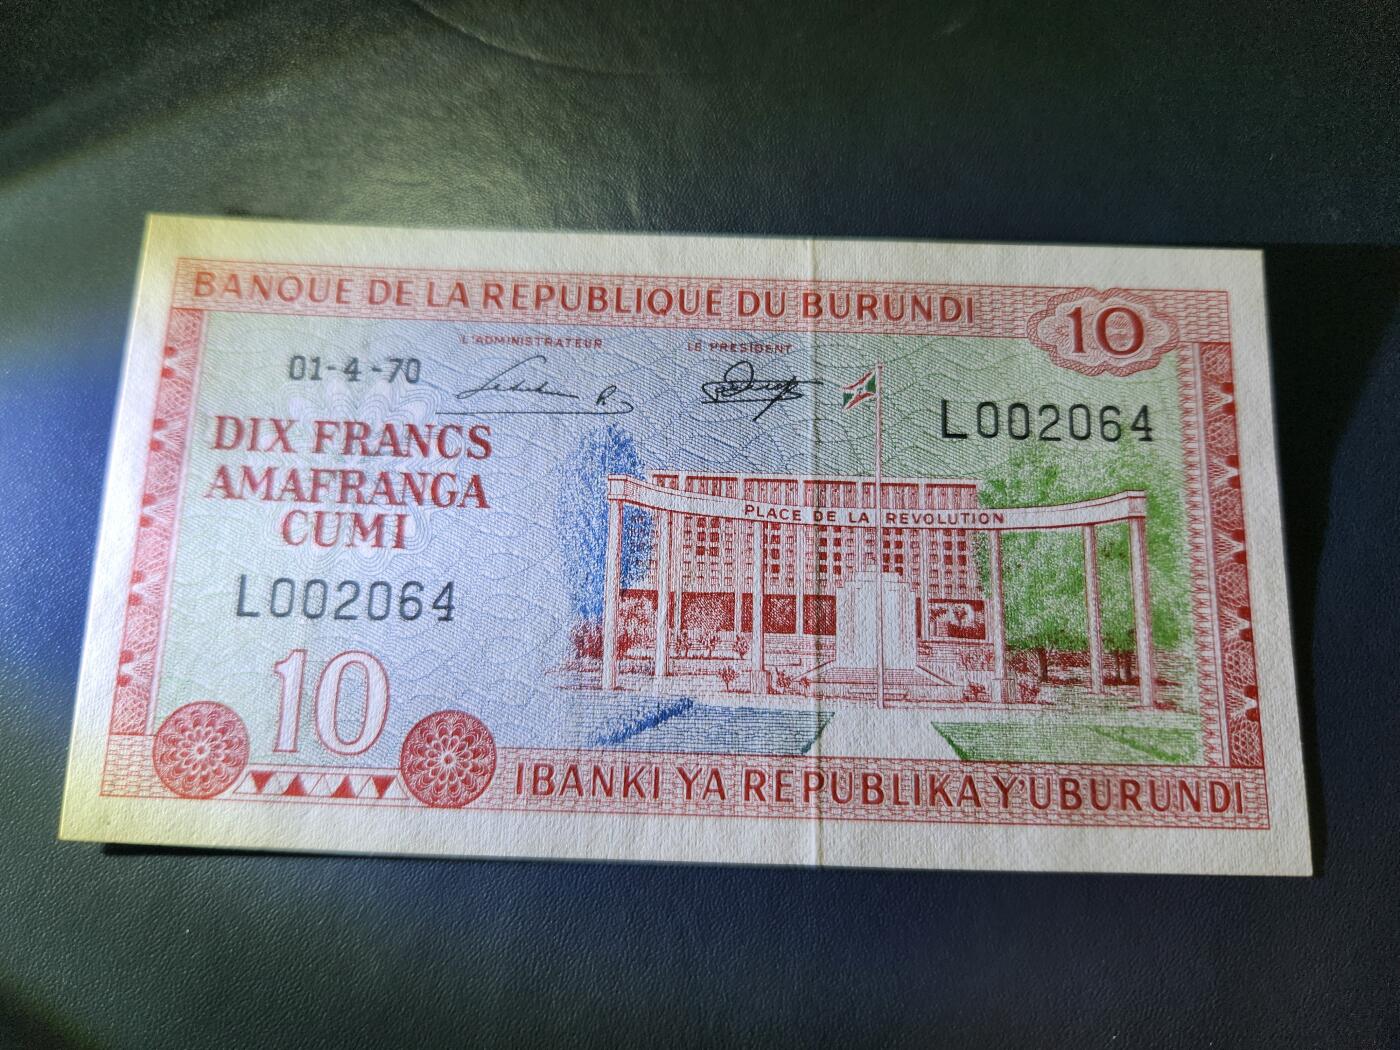 BANQUE DE LA REPUBLIQUE DU BURUNDI
10
L'ADMINISTRATEUR
LE PRESIDENT
01-4-70
L002064
DIX FRANCS
AMAFRANGA
CUMI
PLACE DE LA REVOLUTION
L002064
10
IBANKI YA REPUBLIKA Y'UBURUNDI